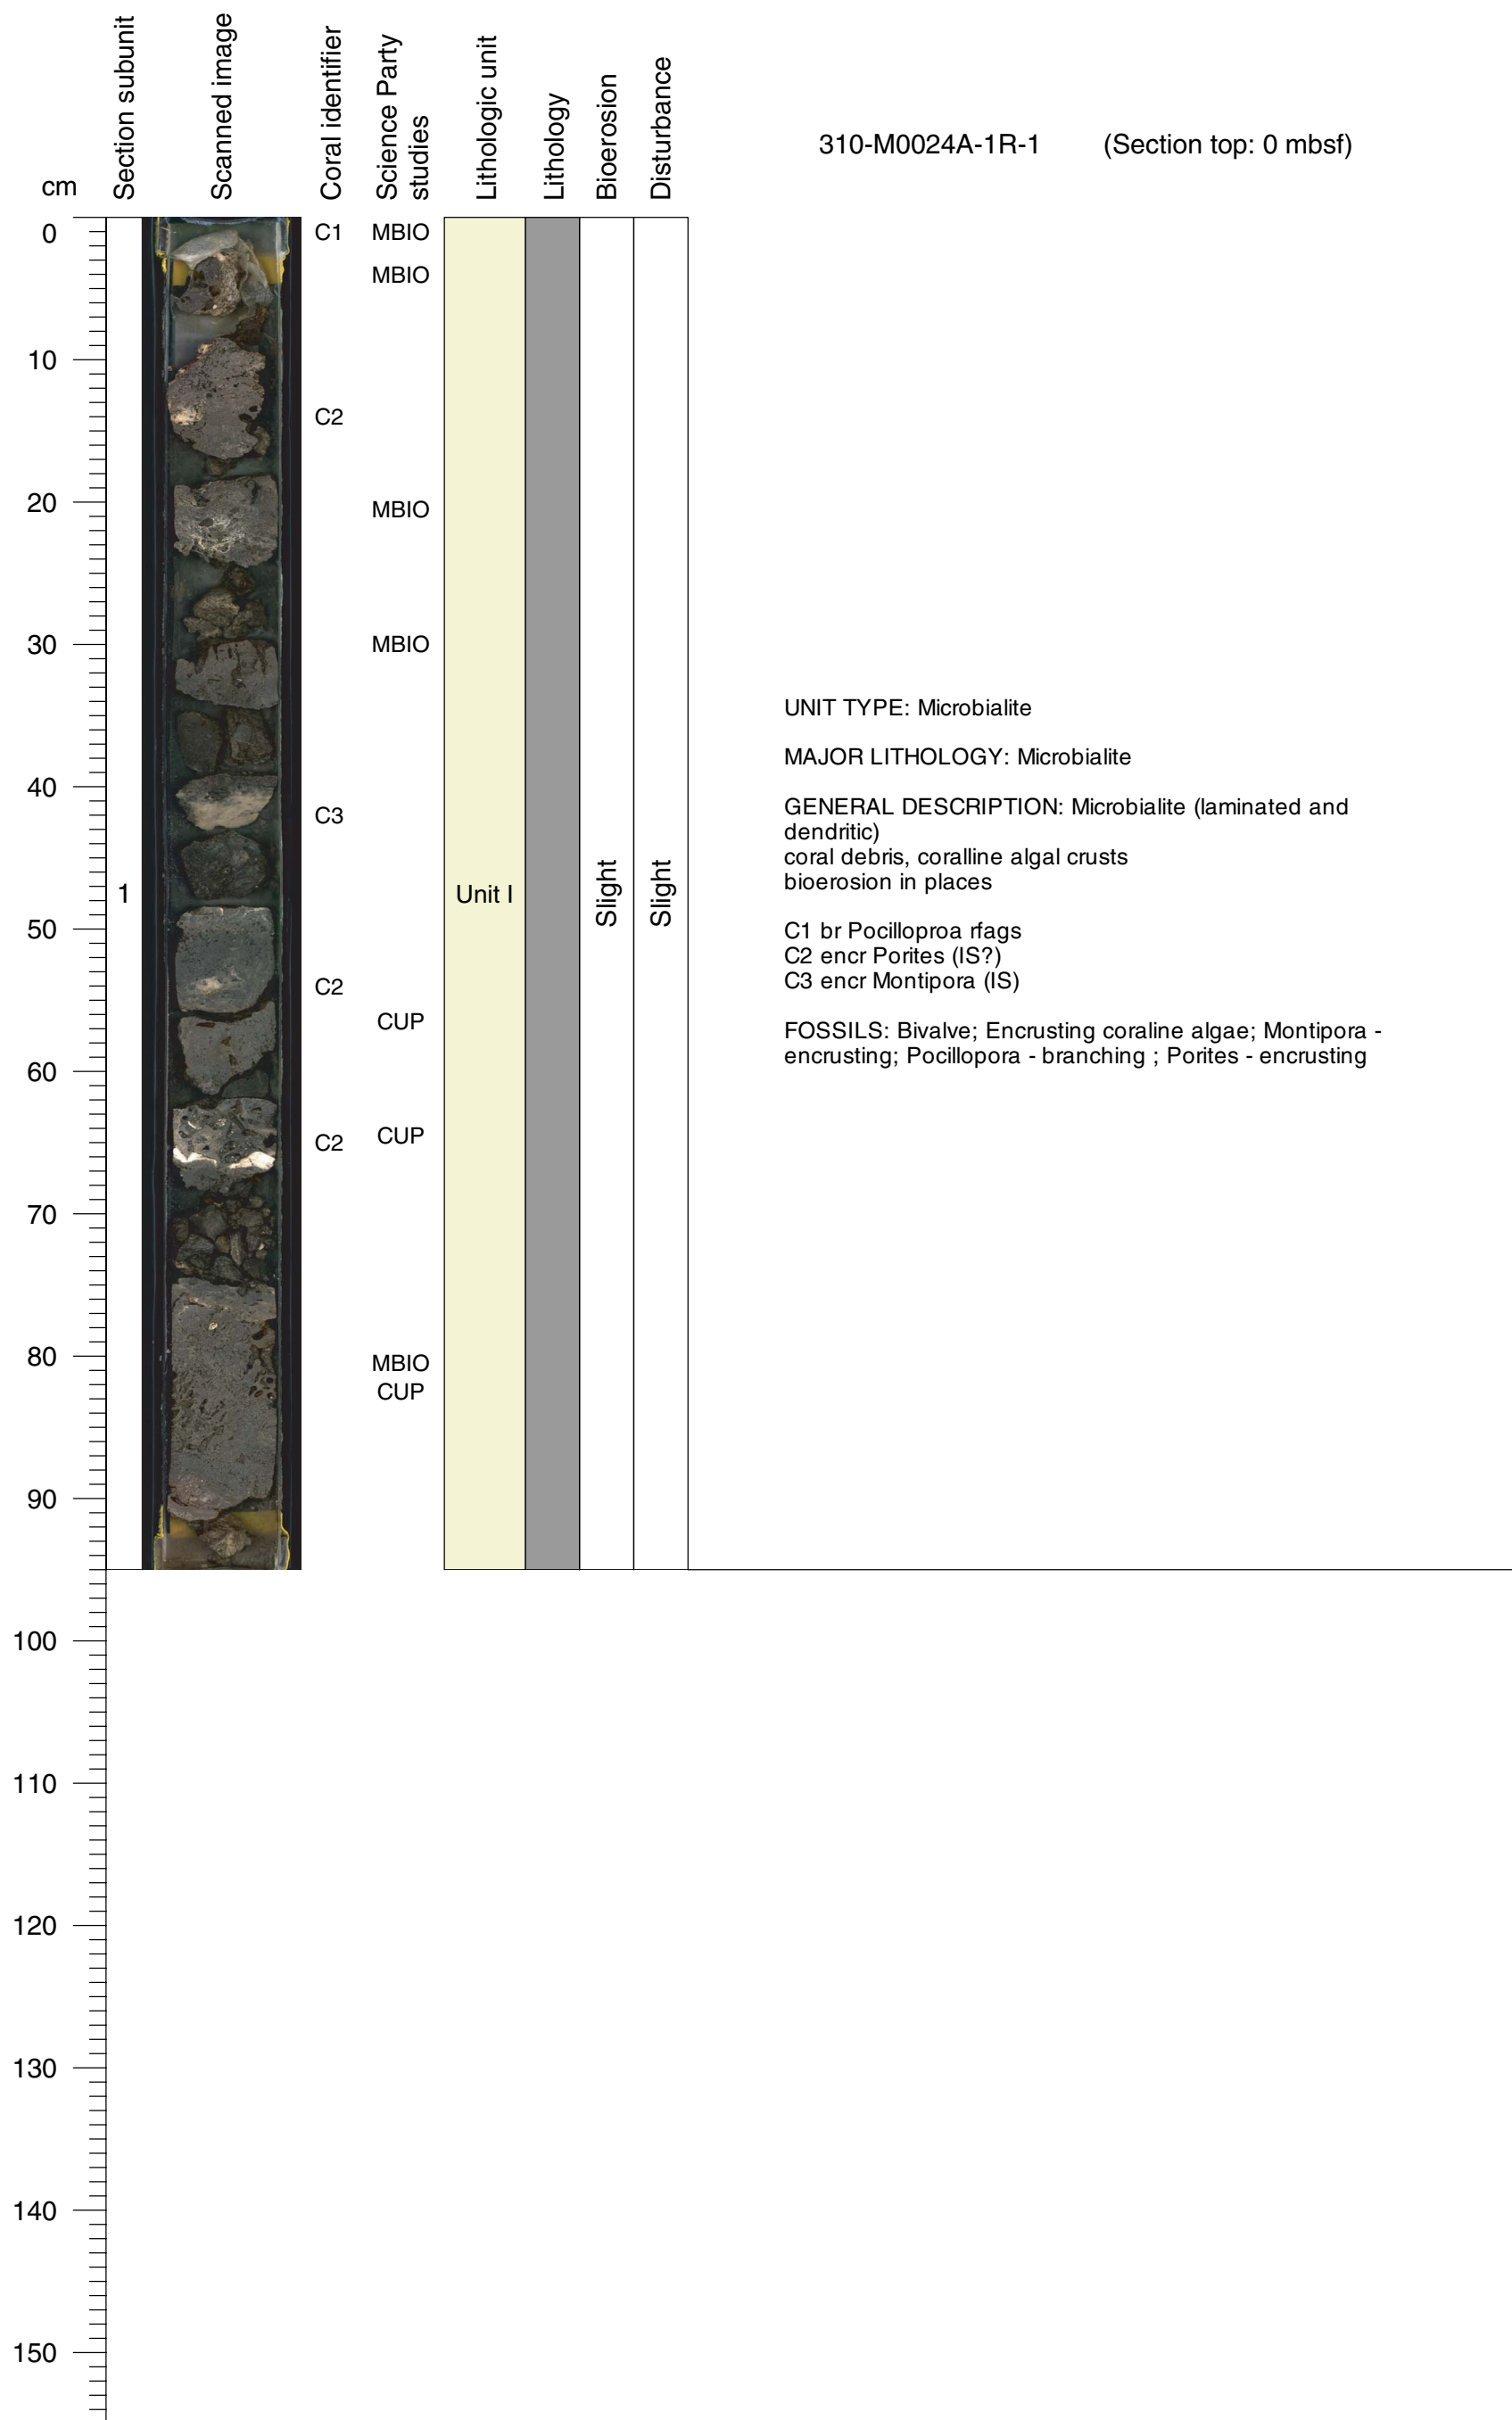 Section subunit
Scanned image
Coral identifier
Science Party
studies
Lithologic unit
Lithology
Bioerosion
Disturbance
310-M0024A-1R-1 (Section top: 0 mbsf)
cm
0 C1 MBIO
MBIO
10
C2
20 MBIO
30 MBIO
UNIT TYPE: Microbialite
MAJOR LITHOLOGY: Microbialite
40
C3
GENERAL DESCRIPTION: Microbialite (laminated and
dendritic)
coral debris, coralline algal crusts
bioerosion in places
1 Unit I Slight Slight
50
C1 br Pocilloproa rfags
C2 encr Porites (IS?)
C3 encr Montipora (IS)
C2
CUP
FOSSILS: Bivalve; Encrusting coraline algae; Montipora -
encrusting; Pocillopora - branching ; Porites - encrusting
60
C2 CUP
70
80 MBIO
CUP
90
100
110
120
130
140
150